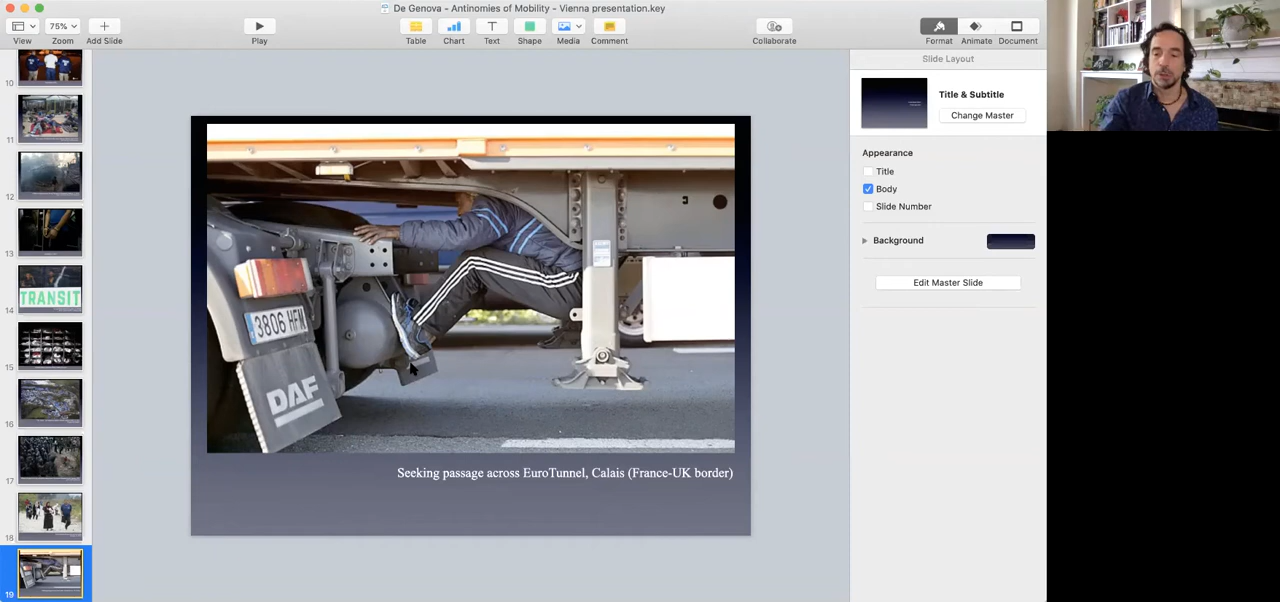 De Genova - Antinomies of Mobility - Vienna presentation.key
View
75%
Zoom
Add Slide
Play
Table
Chart
Text
Shape
Media
Comment
Collaborate
Format
Animate
Document
Slide Layout
Title & Subtitle
Change Master
Appearance
Title
Body
Slide Number
Background
Edit Master Slide
10
11
12
13
14
TRANSIT
15
16
17
18
19
3806 HFM
DAF
Seeking passage across EuroTunnel, Calais (France-UK border)